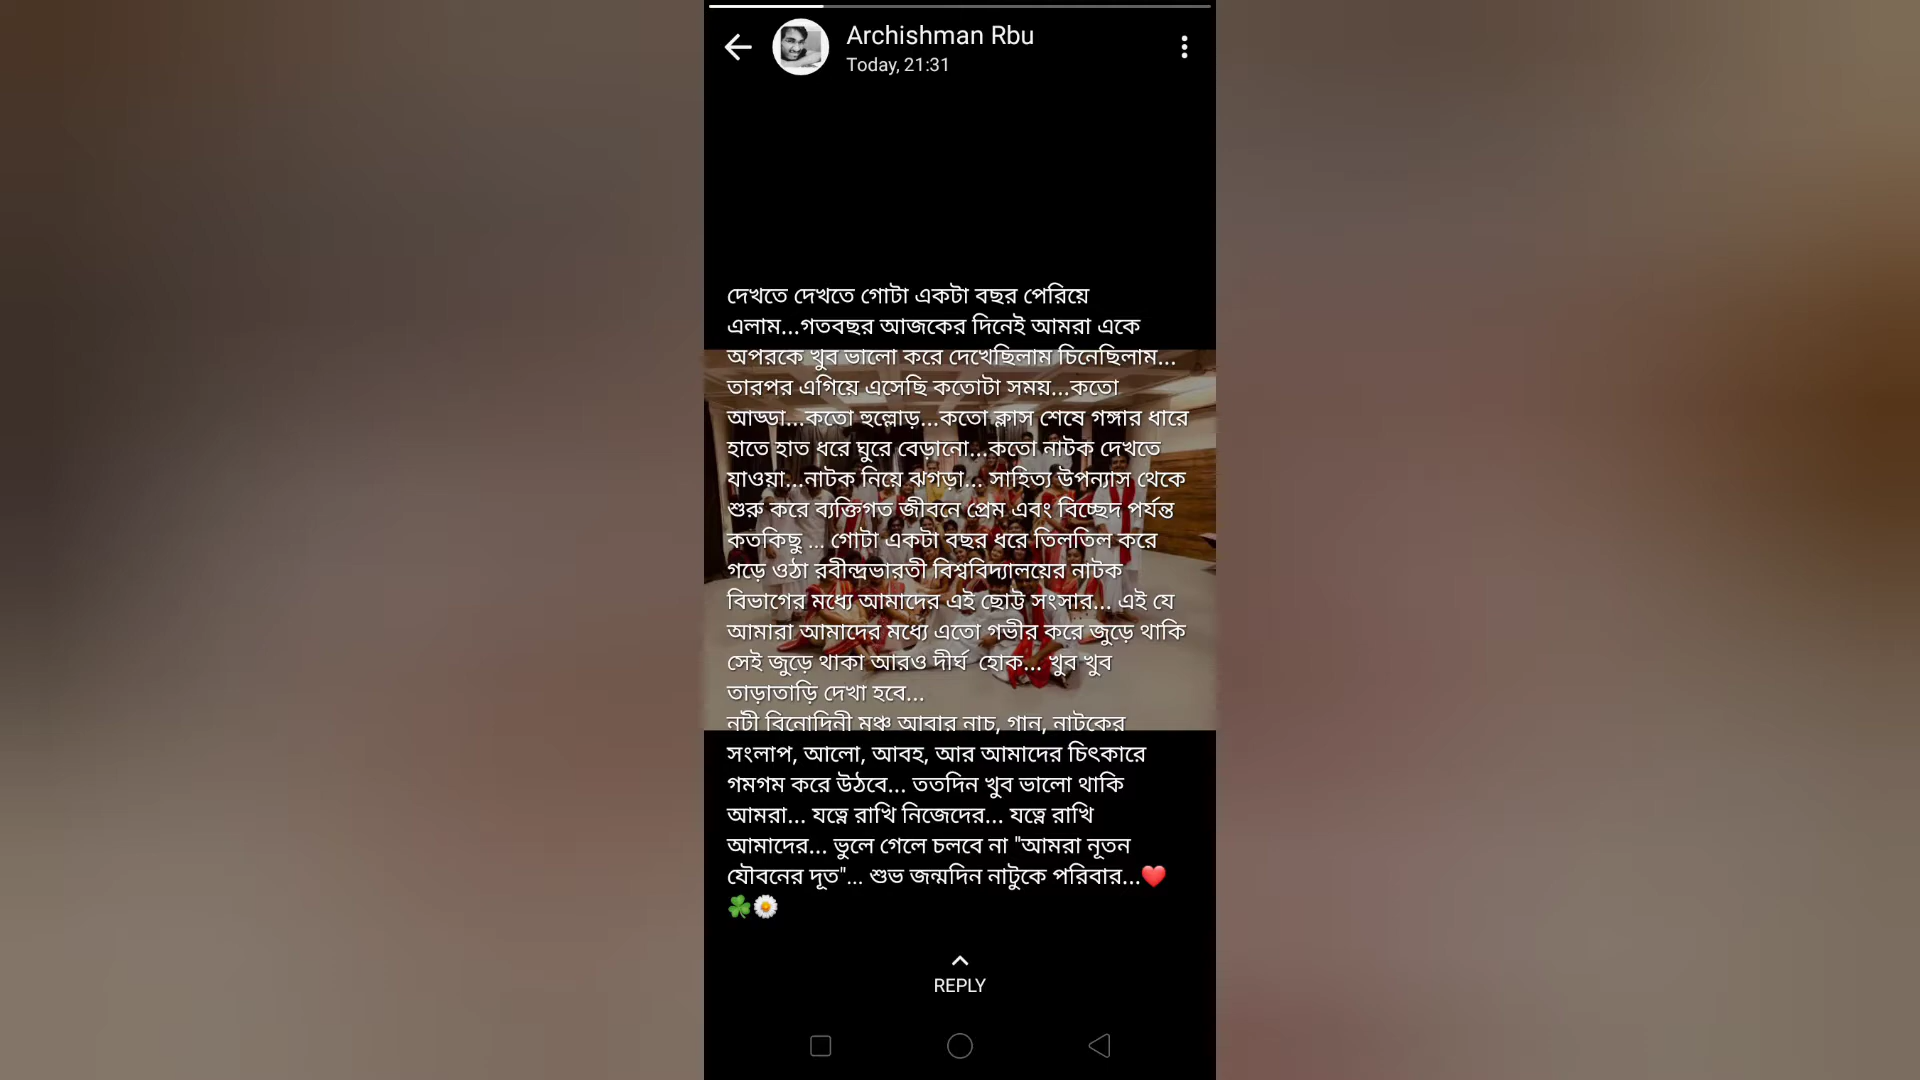 Archishman Rbu
Today, 21:31
দেখতে দেখতে গোটা একটা বছর পেরিয়ে
এলাম...গতবছর আজকের দিনেই আমরা একে
অপরকে খুব ভালো করে দেখেছিলাম চিনেছিলাম...
তারপর এগিয়ে এসেছি কতোটা সময়...কতো
আড্ডা...কতো হুল্লোড়...কতো ক্লাস শেষে গঙ্গার ধারে
হাতে হাত ধরে ঘুরে বেড়ানো...কতো নাটক দেখতে
যাওয়া...নাটক নিয়ে ঝগড়া... সাহিত্য উপন্যাস থেকে
শুরু করে ব্যক্তিগত জীবনে প্রেম এবং বিচ্ছেদ পর্যন্ত
কতকিছু ... গোটা একটা বছর ধরে তিলতিল করে
গড়ে ওঠা রবীন্দ্রভারতী বিশ্ববিদ্যালয়ের নাটক
বিভাগের মধ্যে আমাদের এই ছোট্ট সংসার... এই যে
আমারা আমাদের মধ্যে এতো গভীর করে জুড়ে থাকি
সেই জুড়ে থাকা আরও দীর্ঘ হোক... খুব খুব
তাড়াতাড়ি দেখা হবে...
নটী বিনোদিনী মঞ্চ আবার নাচ, গান, নাটকের
সংলাপ, আলো, আবহ, আর আমাদের চিৎকারে
গমগম করে উঠবে... ততদিন খুব ভালো থাকি
আমরা... যত্নে রাখি নিজেদের... যত্নে রাখি
আমাদের... ভুলে গেলে চলবে না "আমরা নূতন
যৌবনের দূত"... শুভ জন্মদিন নাটুকে পরিবার...❤️
☘️🌼
REPLY